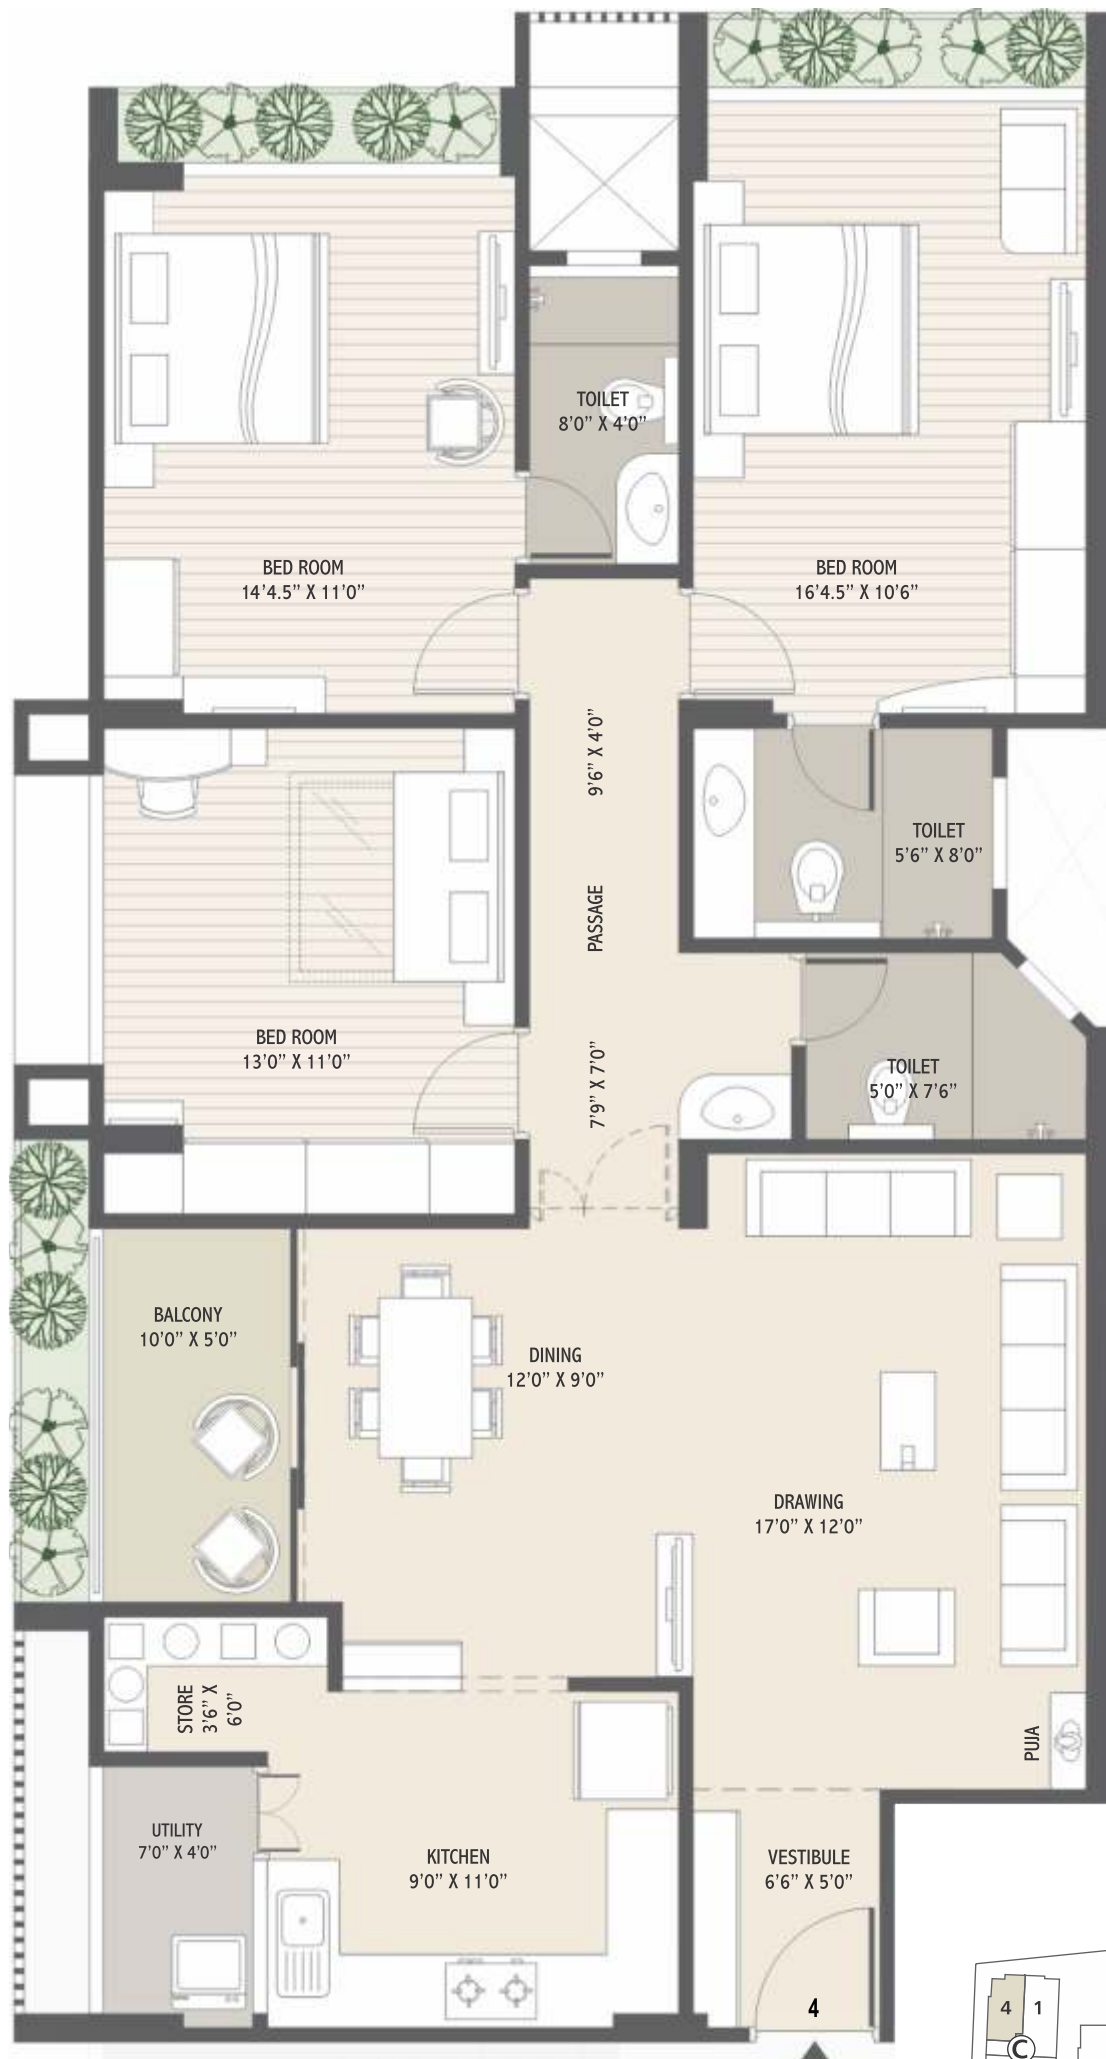 TOILET
8’0” X 4’0”
BED ROOM
14’4.5” X 11’0”
BED ROOM
16’4.5” X 10’6”
9’6” X 4’0”
PASSAGE
7’9” X 7’0”
TOILET
5’6” X 8’0”
BED ROOM
13’0” X 11’0”
TOILET
5’0” X 7’6”
BALCONY
10’0” X 5’0”
DINING
12’0” X 9’0”
DRAWING
17’0” X 12’0”
STORE
3’6” X
6’0”
PUJA
UTILITY
7’0” X 4’0”
KITCHEN
9’0” X 11’0”
VESTIBULE
6’6” X 5’0”
4
4 1
C